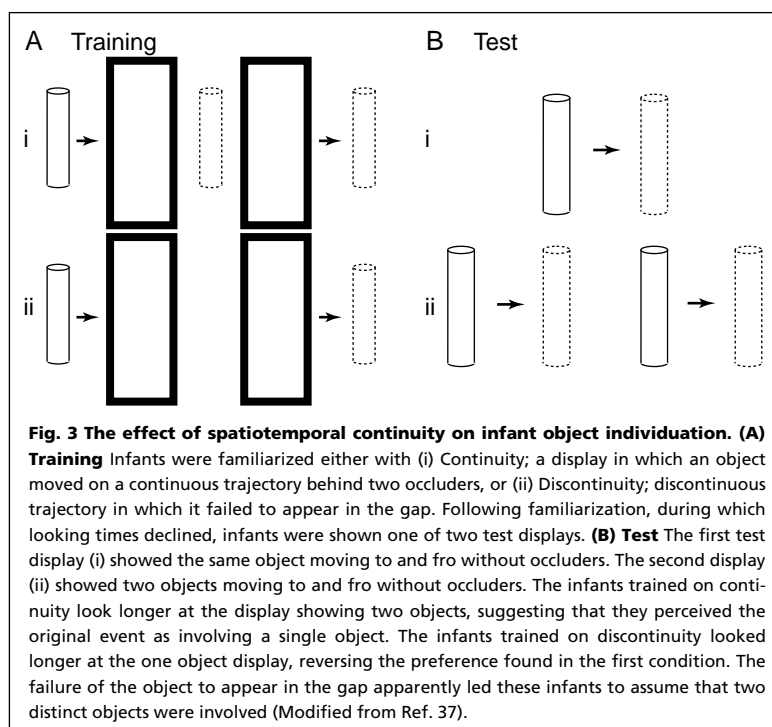 A Training
B Test
i
i
ii
ii
Fig. 3 The effect of spatiotemporal continuity on infant object individuation. (A)
Training Infants were familiarized either with (i) Continuity; a display in which an object
moved on a continuous trajectory behind two occluders, or (ii) Discontinuity; discontinuous
trajectory in which it failed to appear in the gap. Following familiarization, during which
looking times declined, infants were shown one of two test displays. (B) Test The first test
display (i) showed the same object moving to and fro without occluders. The second display
(ii) showed two objects moving to and fro without occluders. The infants trained on conti-
nuity look longer at the display showing two objects, suggesting that they perceived the
original event as involving a single object. The infants trained on discontinuity looked
longer at the one object display, reversing the preference found in the first condition. The
failure of the object to appear in the gap apparently led these infants to assume that two
distinct objects were involved (Modified from Ref. 37).